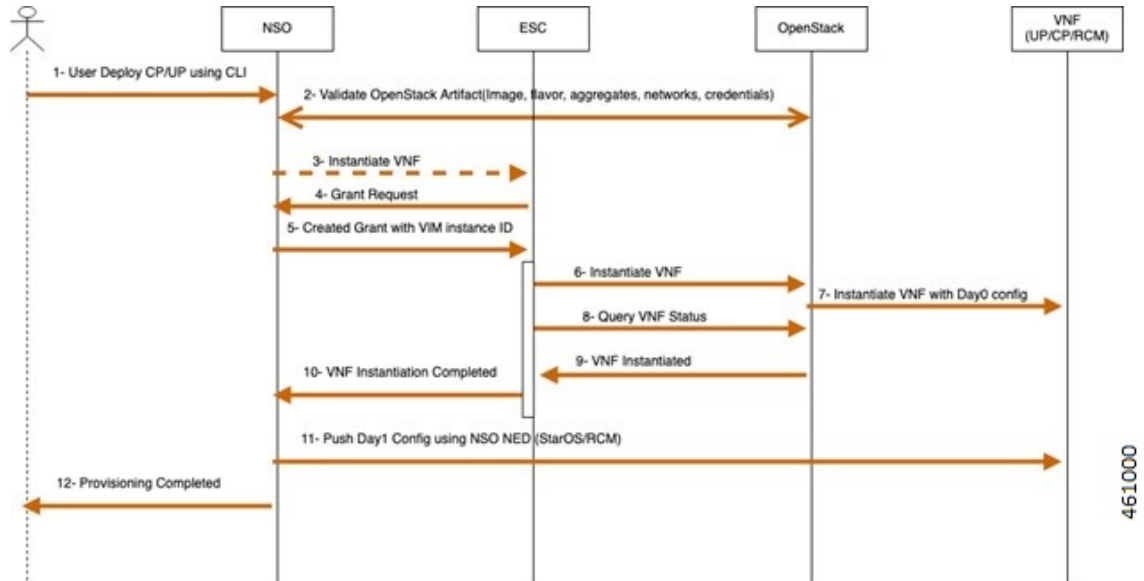 NSO
ESC
OpenStack
VNF
(UP/CP/RCM)
1- User Deploy CP/UP using CLI
2- Validate OpenStack Artifact(Image, flavor, aggregates, networks, credentials)
3- Instantiate VNF
4- Grant Request
5- Created Grant with VIM instance ID
6- Instantiate VNF
7- Instantiate VNF with Day0 config
8- Query VNF Status
9- VNF Instantiated
10- VNF Instantiation Completed
11- Push Day1 Config using NSO NED (StarOS/RCM)
12- Provisioning Completed
461000